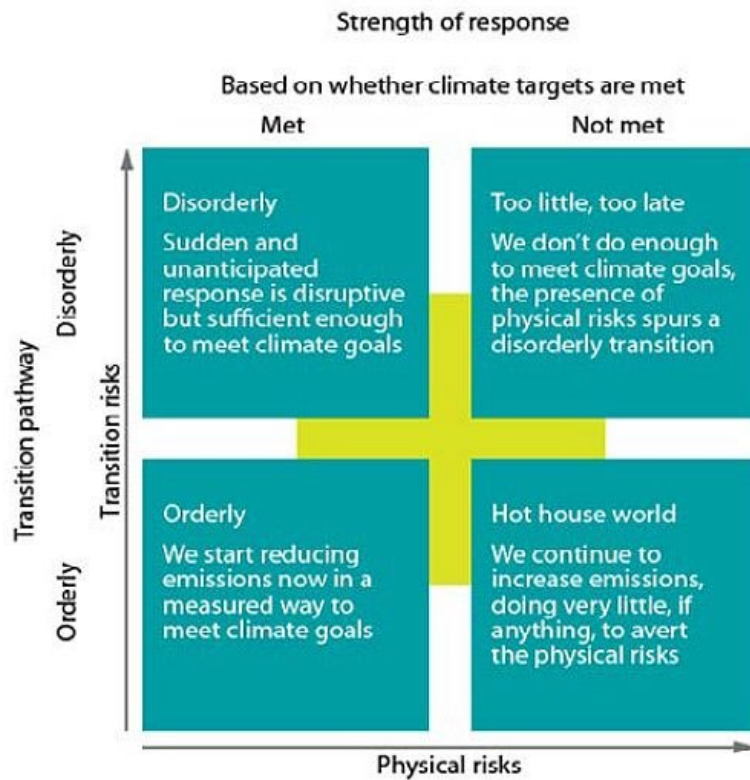 Strength of response
Based on whether climate targets are met
Met
Not met
Transition pathway
Disorderly
Orderly
Transition risks
Disorderly
Sudden and
unanticipated
response is disruptive
but sufficient enough
to meet climate goals
Too little, too late
We don't do enough
to meet climate goals,
the presence of
physical risks spurs a
disorderly transition
Orderly
We start reducing
emissions now in a
measured way to
meet climate goals
Hot house world
We continue to
increase emissions,
doing very little, if
anything, to avert
the physical risks
Physical risks